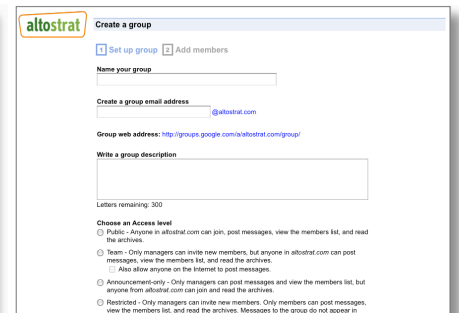 altostrat
Create a group
1 Set up group 2 Add members
Name your group
Create a group email address
@altostrat.com
Group web address: http://groups.google.com/a/altostrat.com/group/
Write a group description
Letters remaining: 300
Choose an Access level
Public - Anyone in altostrat.com can join, post messages, view the members list, and read
the archives.
Team - Only managers can invite new members, but anyone in altostrat.com can post
messages, view the members list, and read the archives.
Also allow anyone on the Internet to post messages.
Announcement-only - Only managers can post messages and view the members list, but
anyone from altostrat.com can join and read the archives.
Restricted - Only managers can invite new members. Only members can post messages,
view the members list, and read the archives. Messages to the group do not appear in